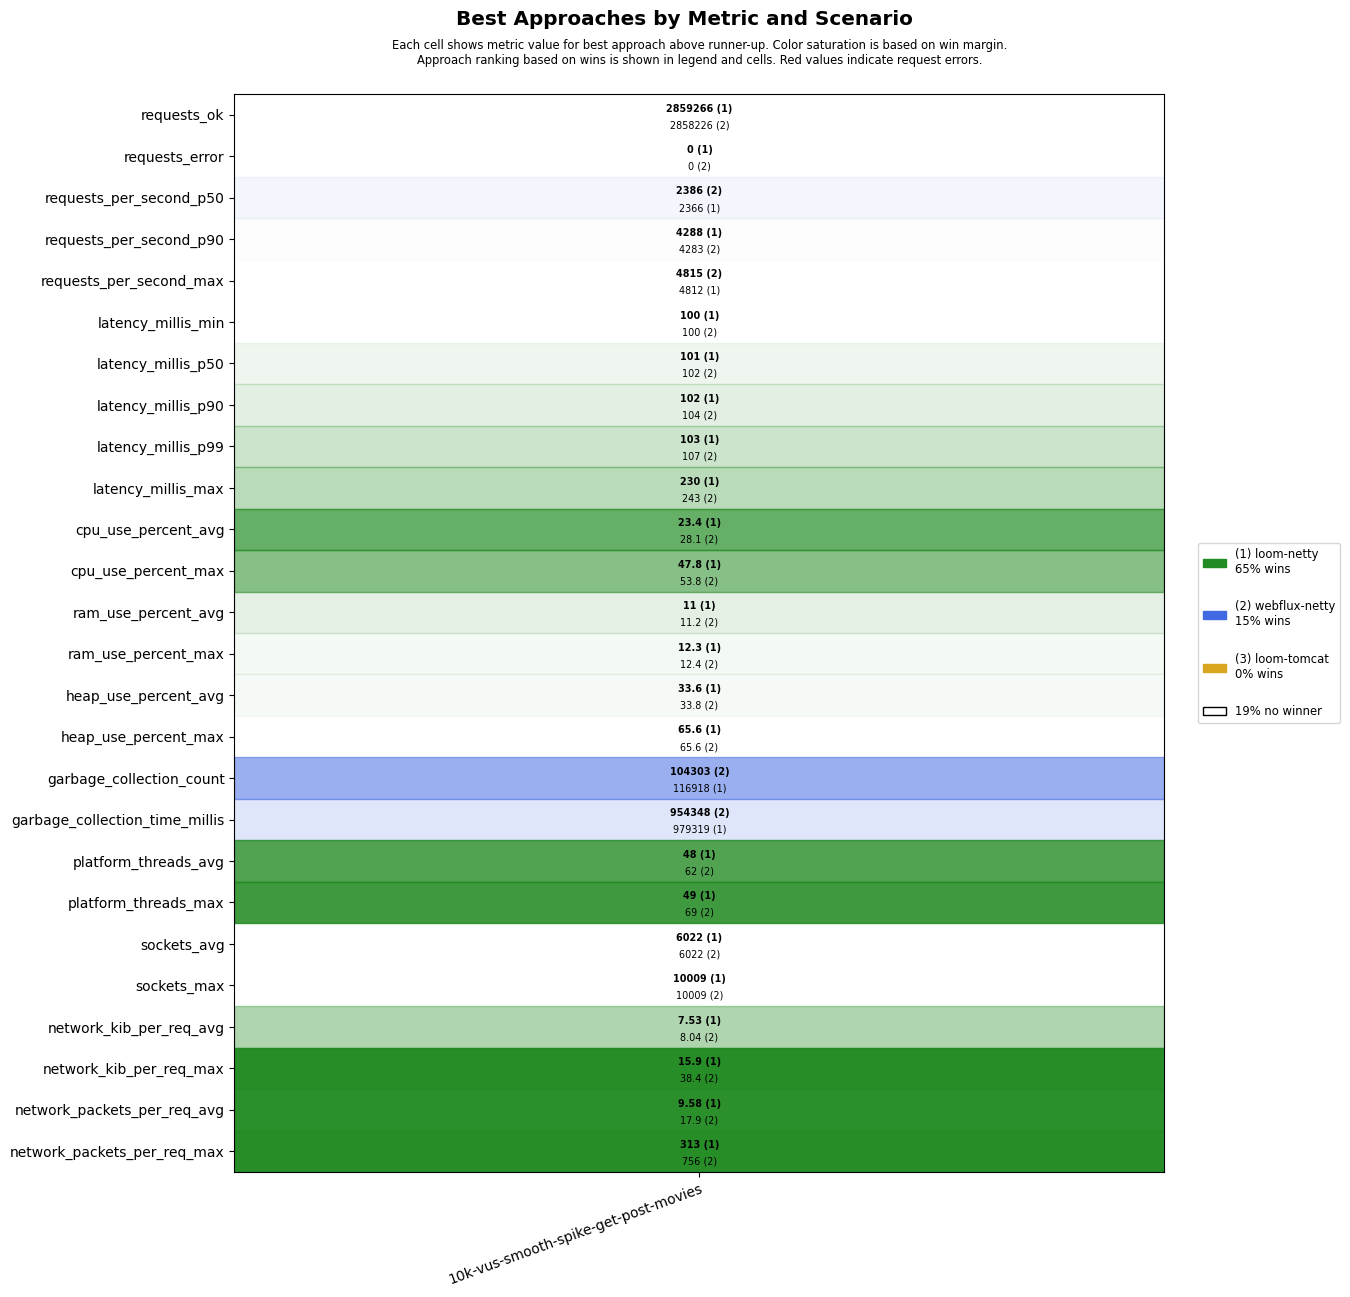 Best Approaches by Metric and Scenario
Each cell shows metric value for best approach above runner-up. Color saturation is based on win margin.
Approach ranking based on wins is shown in legend and cells. Red values indicate request errors.
requests_ok
2859266 (1)
2858226 (2)
requests_error
0 (1)
0 (2)
requests_per_second_p50
2386 (2)
2366 (1)
requests_per_second_p90
4288 (1)
4283 (2)
requests_per_second_max
4815 (2)
4812 (1)
latency_millis_min
100 (1)
100 (2)
latency_millis_p50
101 (1)
102 (2)
latency_millis_p90
102 (1)
104 (2)
latency_millis_p99
103 (1)
107 (2)
latency_millis_max
230 (1)
243 (2)
cpu_use_percent_avg
23.4 (1)
28.1 (2)
cpu_use_percent_max
47.8 (1)
53.8 (2)
ram_use_percent_avg
11 (1)
11.2 (2)
ram_use_percent_max
12.3 (1)
12.4 (2)
heap_use_percent_avg
33.6 (1)
33.8 (2)
heap_use_percent_max
65.6 (1)
65.6 (2)
garbage_collection_count
104303 (2)
116918 (1)
garbage_collection_time_millis
954348 (2)
979319 (1)
platform_threads_avg
48 (1)
62 (2)
platform_threads_max
49 (1)
69 (2)
sockets_avg
6022 (1)
6022 (2)
sockets_max
10009 (1)
10009 (2)
network_kib_per_req_avg
7.53 (1)
8.04 (2)
network_kib_per_req_max
15.9 (1)
38.4 (2)
network_packets_per_req_avg
9.58 (1)
17.9 (2)
network_packets_per_req_max
313 (1)
756 (2)
10k-vus-smooth-spike-get-post-movies
(1) loom-netty
65% wins
(2) webflux-netty
15% wins
(3) loom-tomcat
0% wins
19% no winner